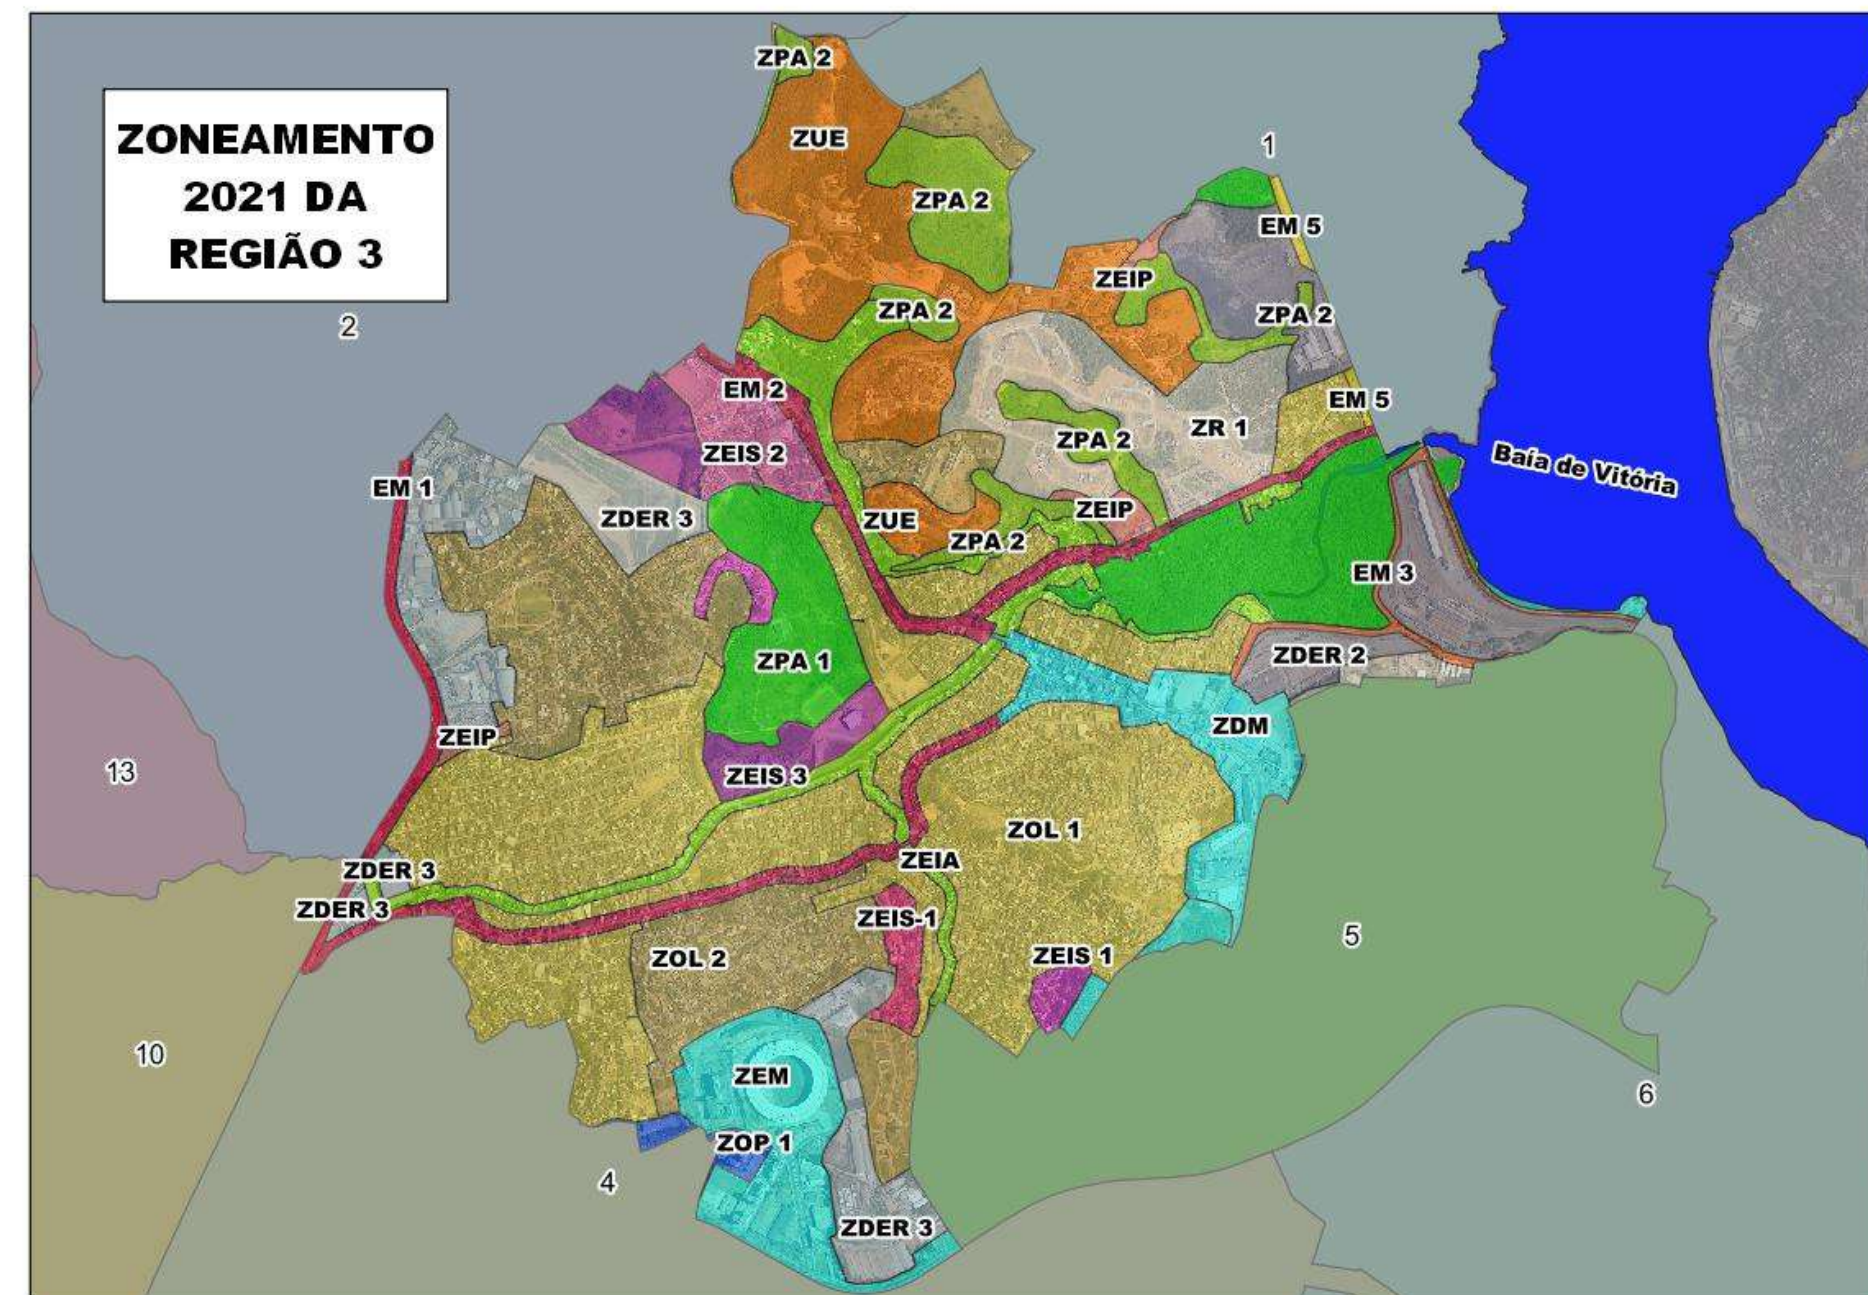 ZONEAMENTO
2021 DA
REGIÃO 3
ZPA 2
ZUE
1
ZPA 2
EM 5
ZEIP
ZPA 2
ZPA 2
2
EM 2
EM 5
ZR 1
ZPA 2
ZEIS 2
Baía de Vitória
EM 1
ZEIP
ZDER 3
ZUE
ZPA 2
EM 3
ZPA 1
ZDER 2
ZDM
ZEIP
13
ZEIS 3
ZOL 1
ZEIA
ZDER 3
ZDER 3
ZEIS-1
5
ZEIS 1
ZOL 2
10
ZEM
6
ZOP 1
4
ZDER 3